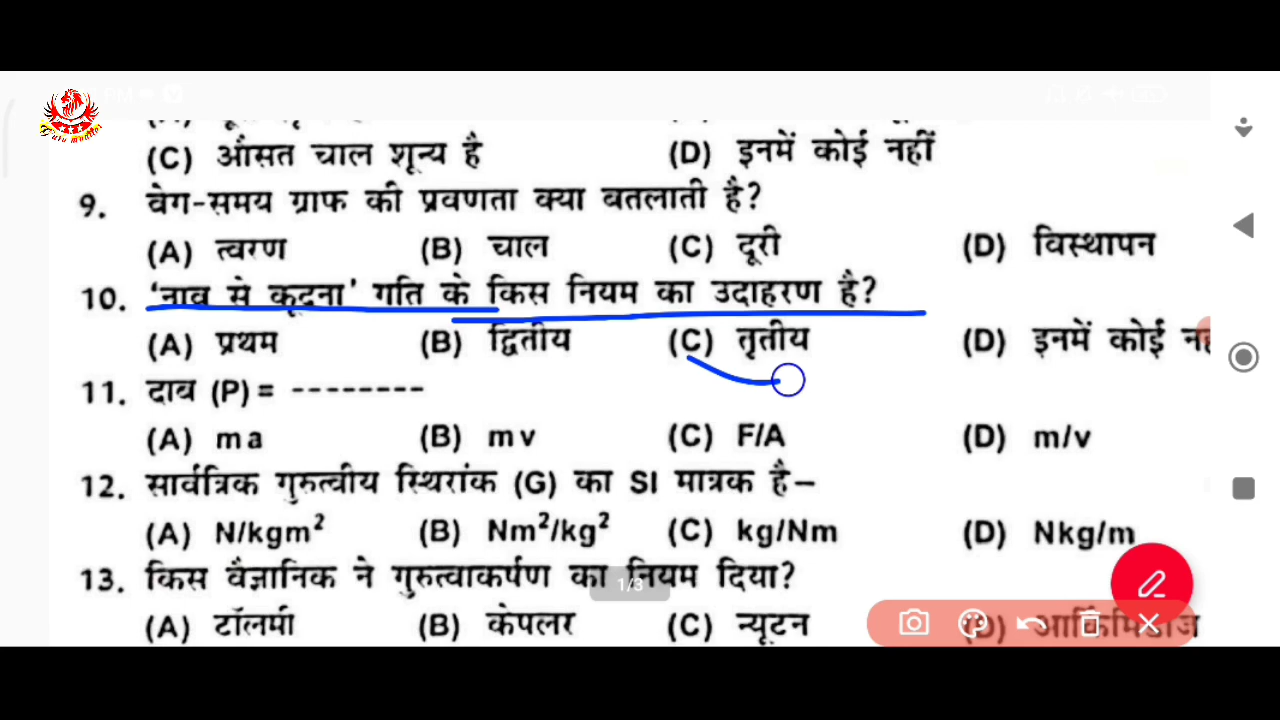 (C) औसत चाल शून्य है (D) इनमें कोई नहीं
9. वेग-समय ग्राफ की प्रवणता क्या बतलाती है?
(A) त्वरण (B) चाल (C) दूरी (D) विस्थापन
10. 'नाव से कूदना' गति के किस नियम का उदाहरण है?
(A) प्रथम (B) द्वितीय (C) तृतीय (D) इनमें कोई
11. दाब (P) = --------
(A) ma (B) mv (C) F/A (D) m/v
12. सार्वत्रिक गुरुत्वीय स्थिरांक (G) का SI मात्रक है–
(A) N/kgm² (B) Nm²/kg² (C) kg/Nm (D) Nkg/m
13. किस वैज्ञानिक ने गुरुत्वाकर्षण का नियम दिया?
1/3
(A) टॉलमी (B) केपलर (C) न्यूटन (D) आर्किमिडीज